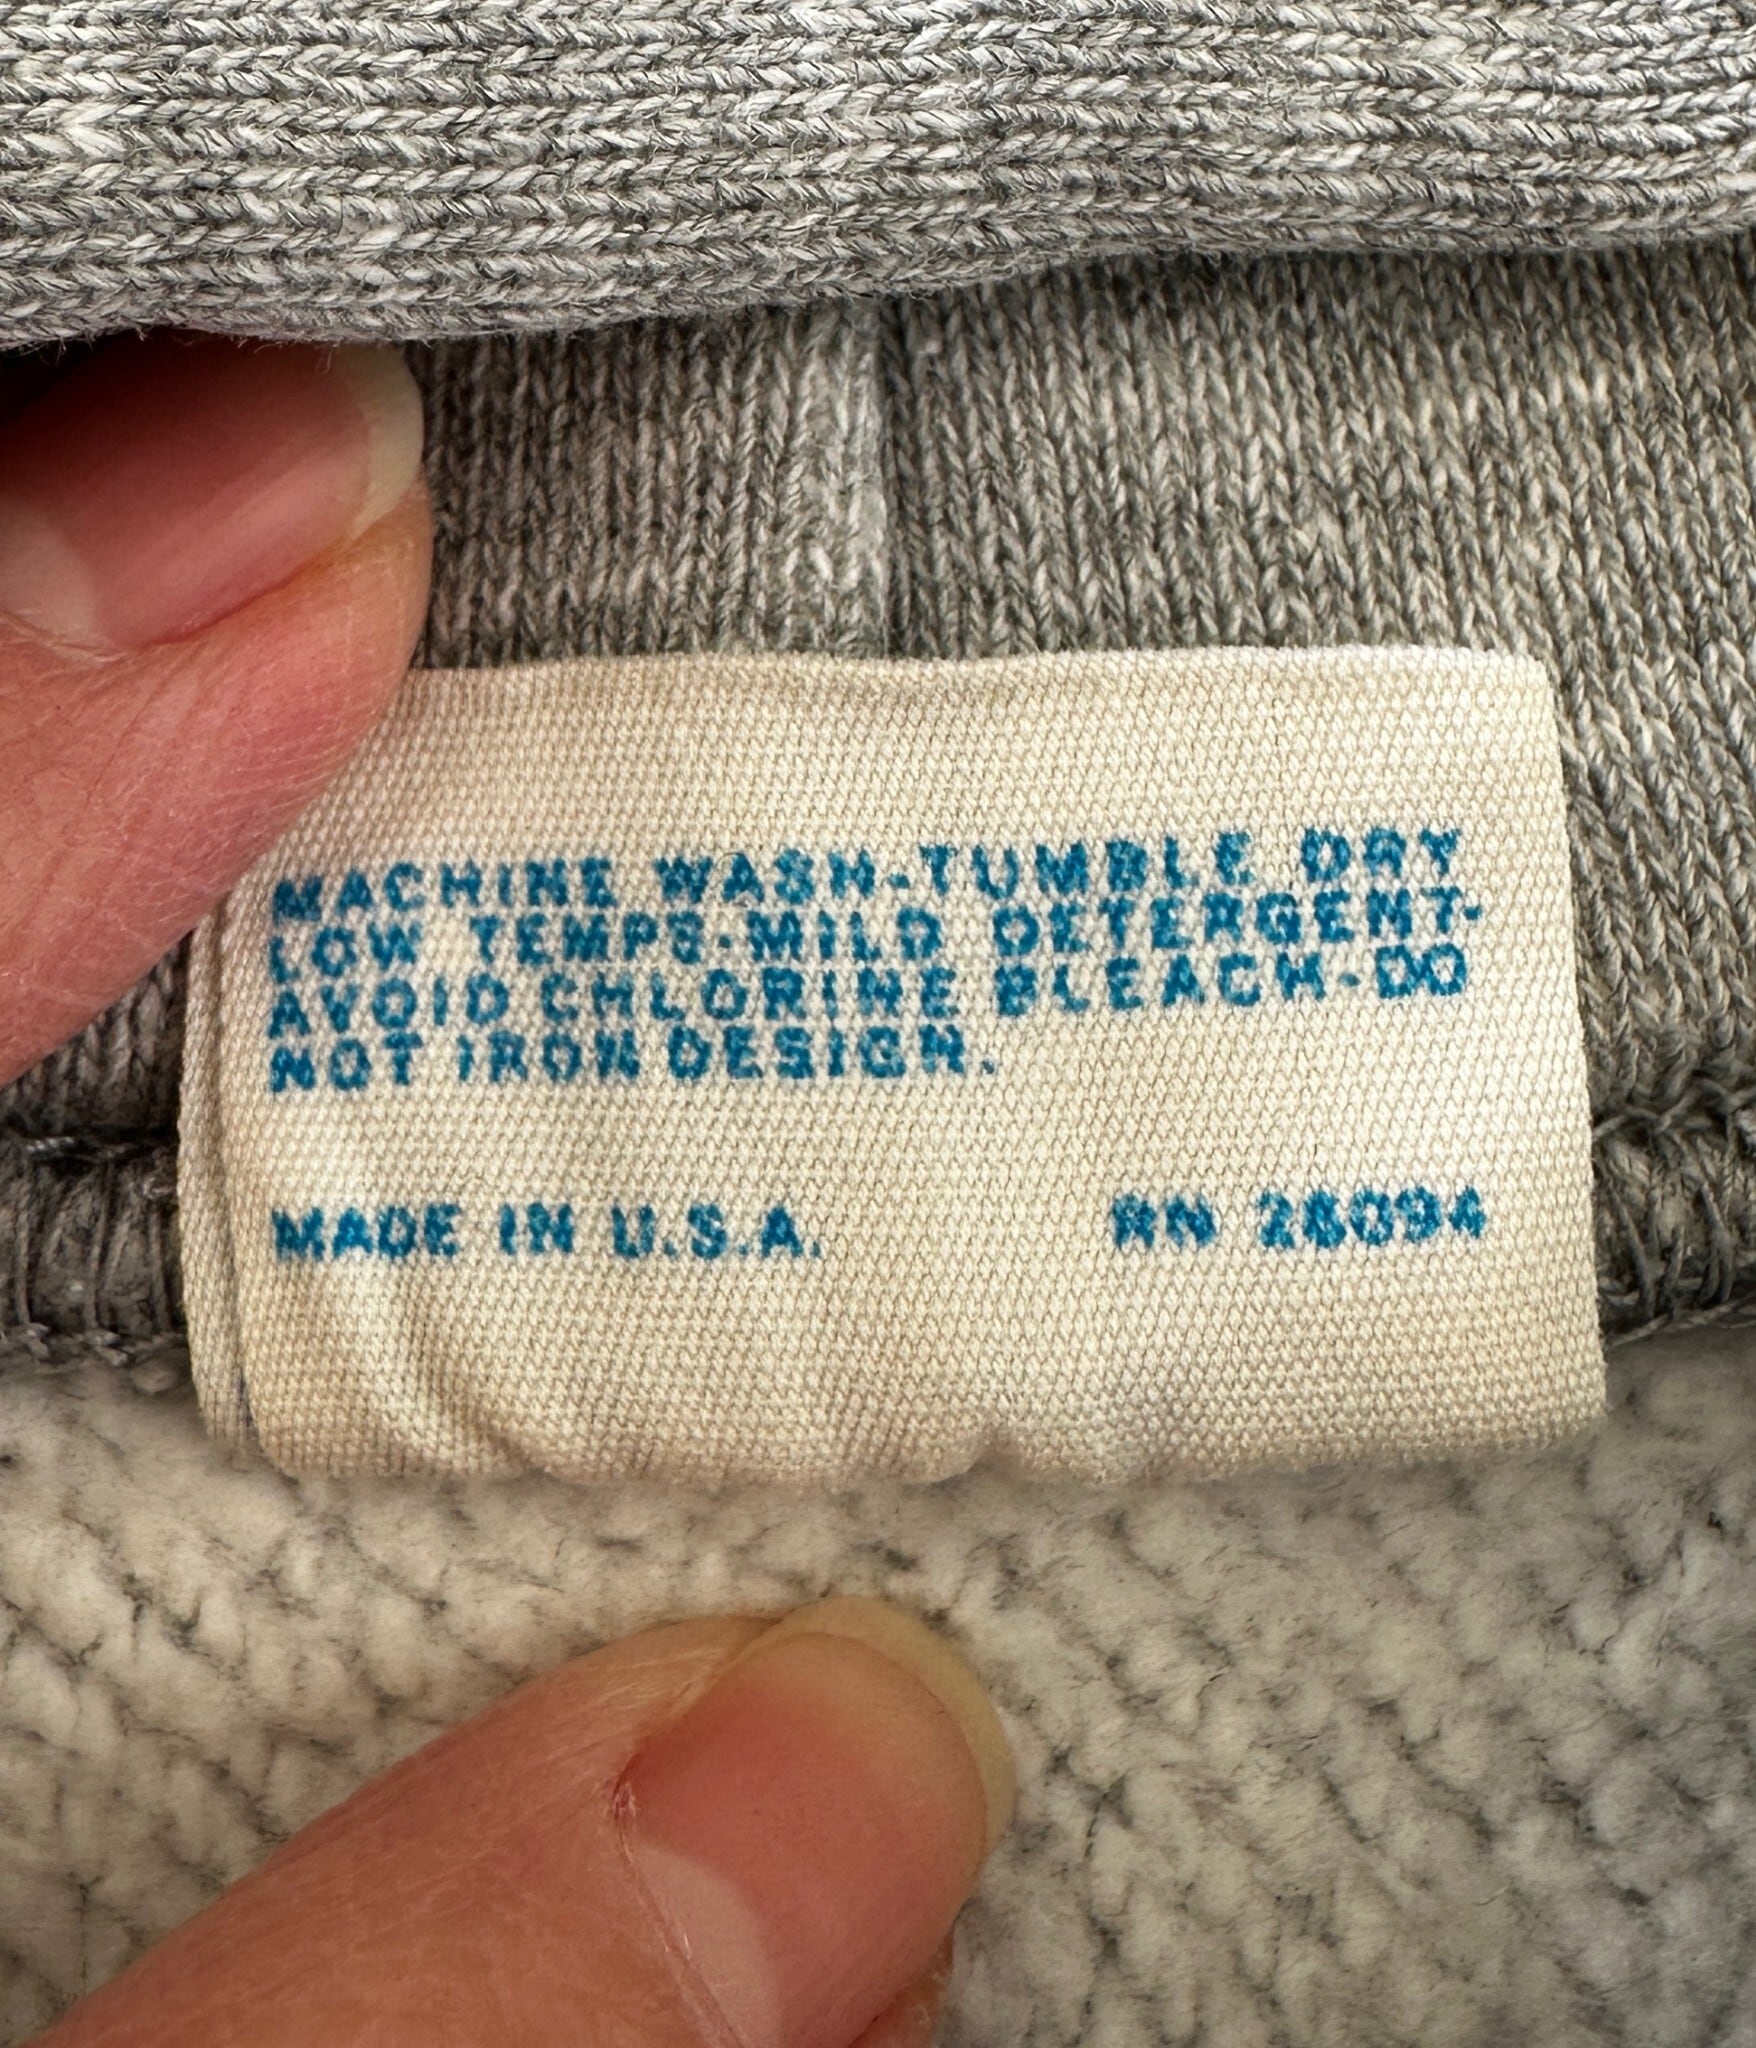 MACHINE WASH-TUMBLE DRY
LOW TEMPS-MILD DETERGENT-
AVOID CHLORINE BLEACH-DO
NOT IRON DESIGN.
MADE IN U.S.A. RN 26094